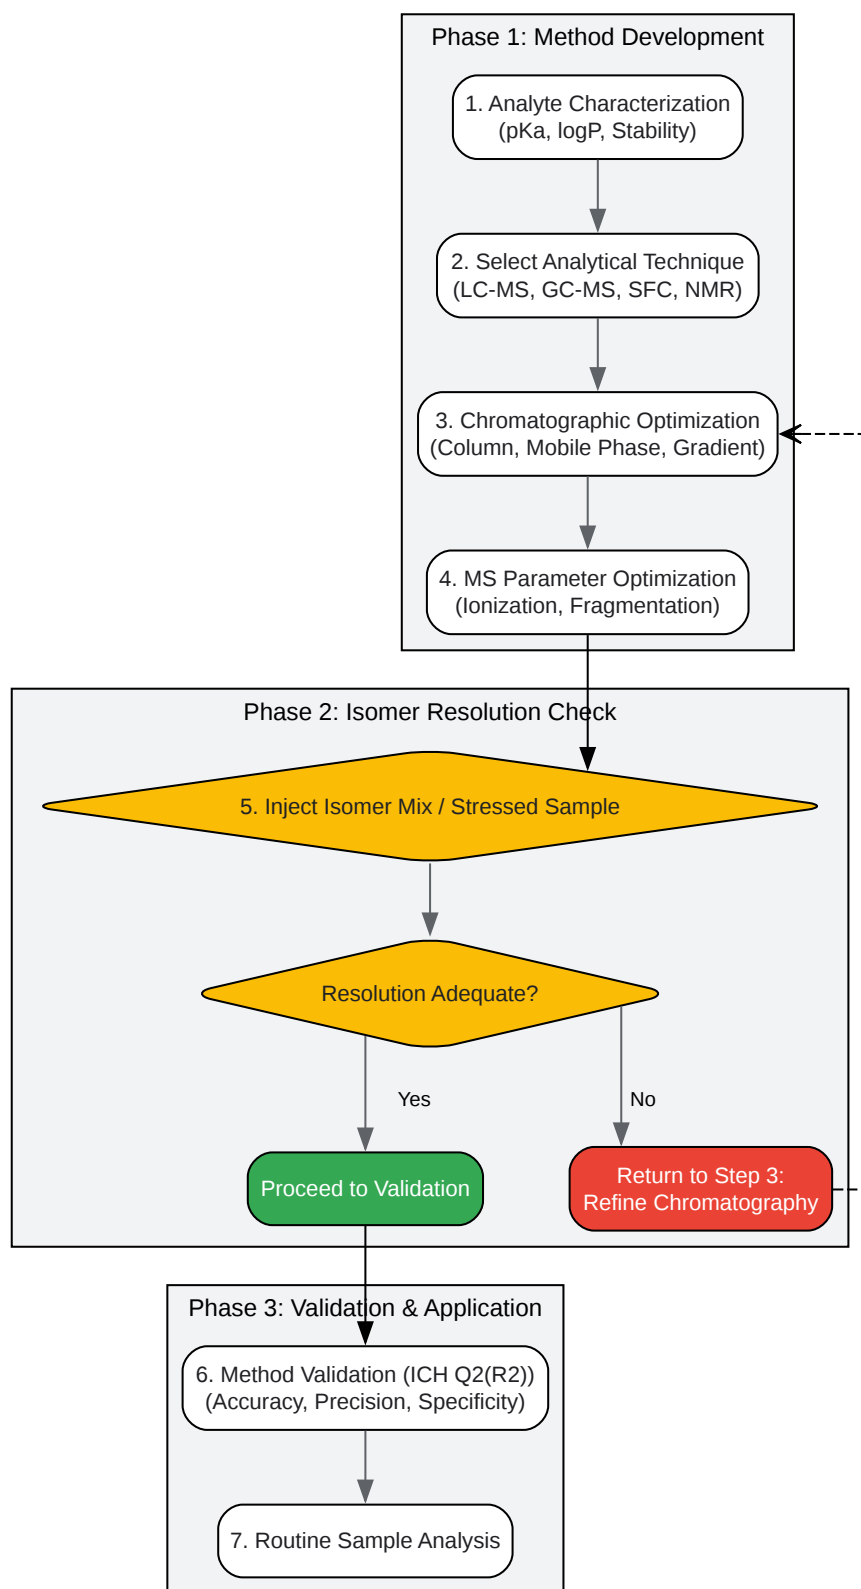 Phase 1: Method Development
1. Analyte Characterization
(pKa, logP, Stability)
2. Select Analytical Technique
(LC-MS, GC-MS, SFC, NMR)
3. Chromatographic Optimization
(Column, Mobile Phase, Gradient)
4. MS Parameter Optimization
(Ionization, Fragmentation)
Phase 2: Isomer Resolution Check
5. Inject Isomer Mix / Stressed Sample
Resolution Adequate?
Yes
No
Proceed to Validation
Return to Step 3:
Refine Chromatography
Phase 3: Validation & Application
6. Method Validation (ICH Q2(R2))
(Accuracy, Precision, Specificity)
7. Routine Sample Analysis